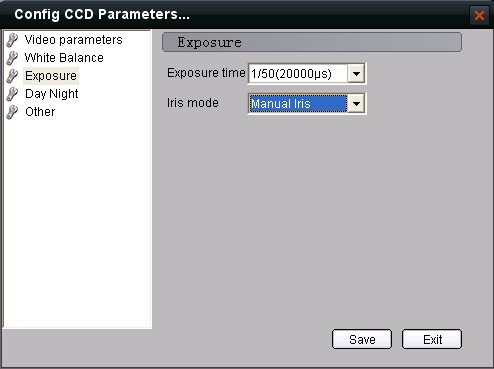 Config CCD Parameters...
Video parameters
White Balance
Exposure
Day Night
Other
Exposure
Exposure time 1/50(20000µs)
Iris mode Manual Iris
Save Exit